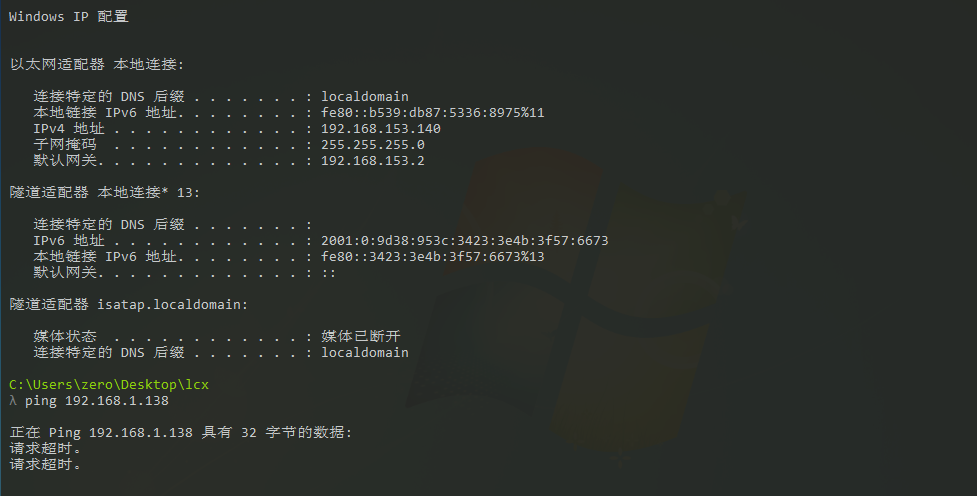 Windows IP 配置
以太网适配器 本地连接:
连接特定的 DNS 后缀 . . . . . . . : localdomain
本地链接 IPv6 地址. . . . . . . . : fe80::b539:db87:5336:8975%11
IPv4 地址 . . . . . . . . . . . . : 192.168.153.140
子网掩码  . . . . . . . . . . . . : 255.255.255.0
默认网关. . . . . . . . . . . . . : 192.168.153.2
隧道适配器 本地连接* 13:
连接特定的 DNS 后缀 . . . . . . . :
IPv6 地址 . . . . . . . . . . . . : 2001:0:9d38:953c:3423:3e4b:3f57:6673
本地链接 IPv6 地址. . . . . . . . : fe80::3423:3e4b:3f57:6673%13
默认网关. . . . . . . . . . . . . : ::
隧道适配器 isatap.localdomain:
媒体状态  . . . . . . . . . . . . : 媒体已断开
连接特定的 DNS 后缀 . . . . . . . : localdomain
C:\Users\zero\Desktop\lcx
λ ping 192.168.1.138
正在 Ping 192.168.1.138 具有 32 字节的数据:
请求超时。
请求超时。